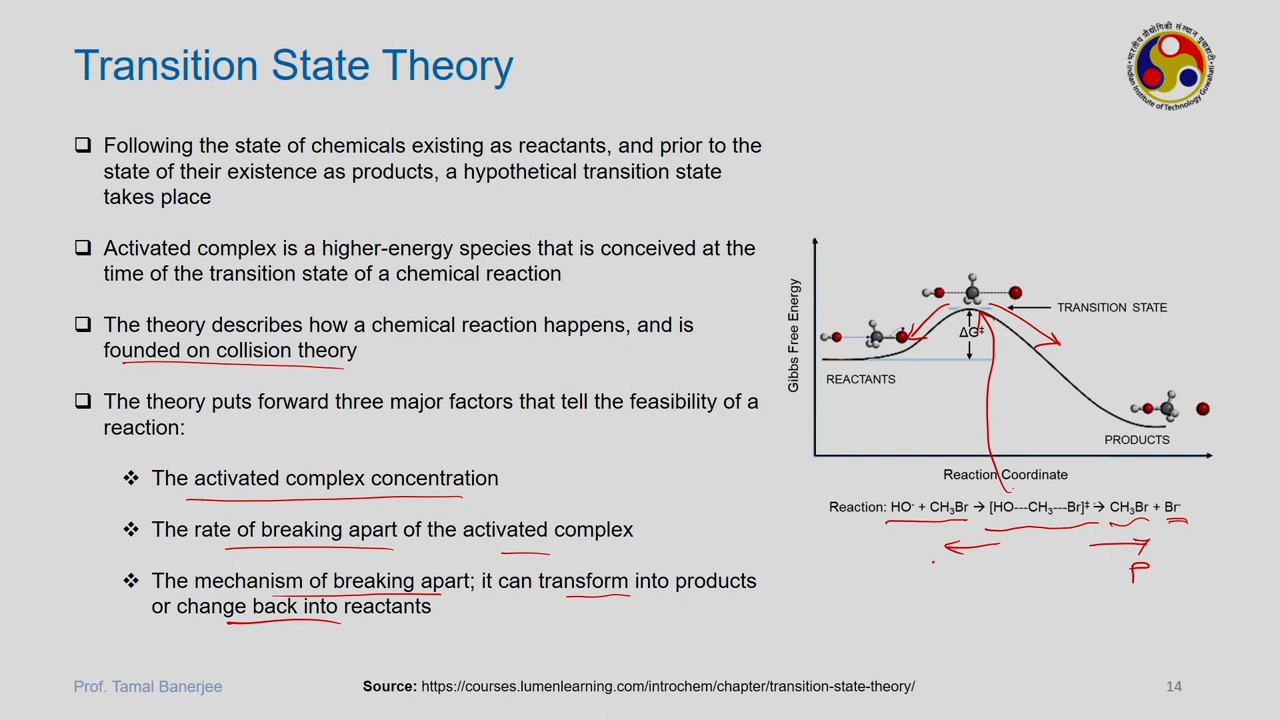 Transition State Theory
भारतीय प्रौद्योगिकी संस्थान गुवाहाटी
Indian Institute of Technology Guwahati
❑ Following the state of chemicals existing as reactants, and prior to the
state of their existence as products, a hypothetical transition state
takes place
❑ Activated complex is a higher-energy species that is conceived at the
time of the transition state of a chemical reaction
❑ The theory describes how a chemical reaction happens, and is
founded on collision theory
❑ The theory puts forward three major factors that tell the feasibility of a
reaction:
❖ The activated complex concentration
❖ The rate of breaking apart of the activated complex
❖ The mechanism of breaking apart; it can transform into products
or change back into reactants
Gibbs Free Energy
TRANSITION STATE
ΔG‡
REACTANTS
PRODUCTS
Reaction Coordinate
Reaction: HO⁻ + CH₃Br → [HO---CH₃---Br]‡ → CH₃Br + Br⁻
P
Prof. Tamal Banerjee
Source: https://courses.lumenlearning.com/introchem/chapter/transition-state-theory/
14